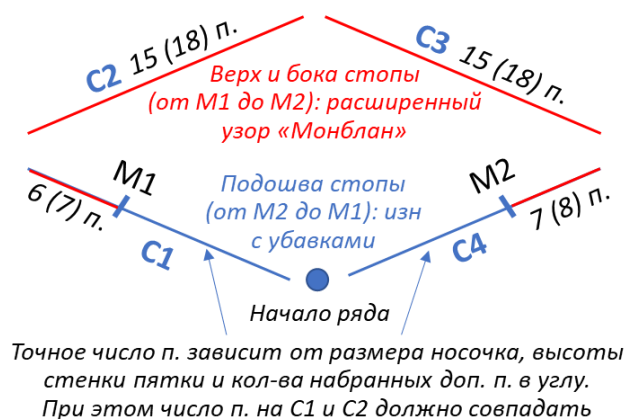 С2 15 (18) п.
С3 15 (18) п.
Верх и бока стопы
(от М1 до М2): расширенный
узор «Монблан»
М1
М2
6 (7) п.
7 (8) п.
Подошва стопы
(от М2 до М1): изн
с убавками
С1
С4
Начало ряда
Точное число п. зависит от размера носочка, высоты
стенки пятки и кол-ва набранных доп. п. в углу.
При этом число п. на С1 и С2 должно совпадать